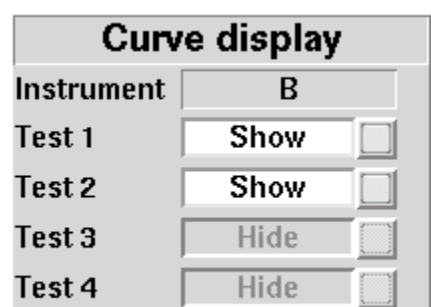 Curve display
Instrument B
Test 1 Show
Test 2 Show
Test 3 Hide
Test 4 Hide